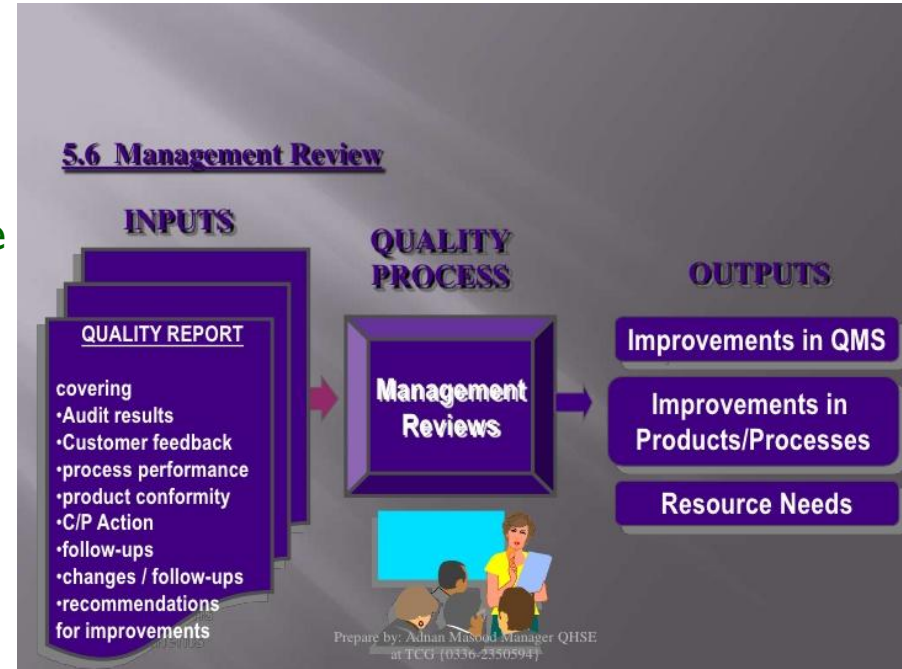 5.6 Management Review
INPUTS
QUALITY REPORT
covering
•Audit results
•Customer feedback
•process performance
•product conformity
•C/P Action
•follow-ups
•changes / follow-ups
•recommendations
for improvements
QUALITY
PROCESS
Management
Reviews
OUTPUTS
Improvements in QMS
Improvements in
Products/Processes
Resource Needs
Prepare by: Adnan Masood Manager QHSE
at TCG {0336-2350594}